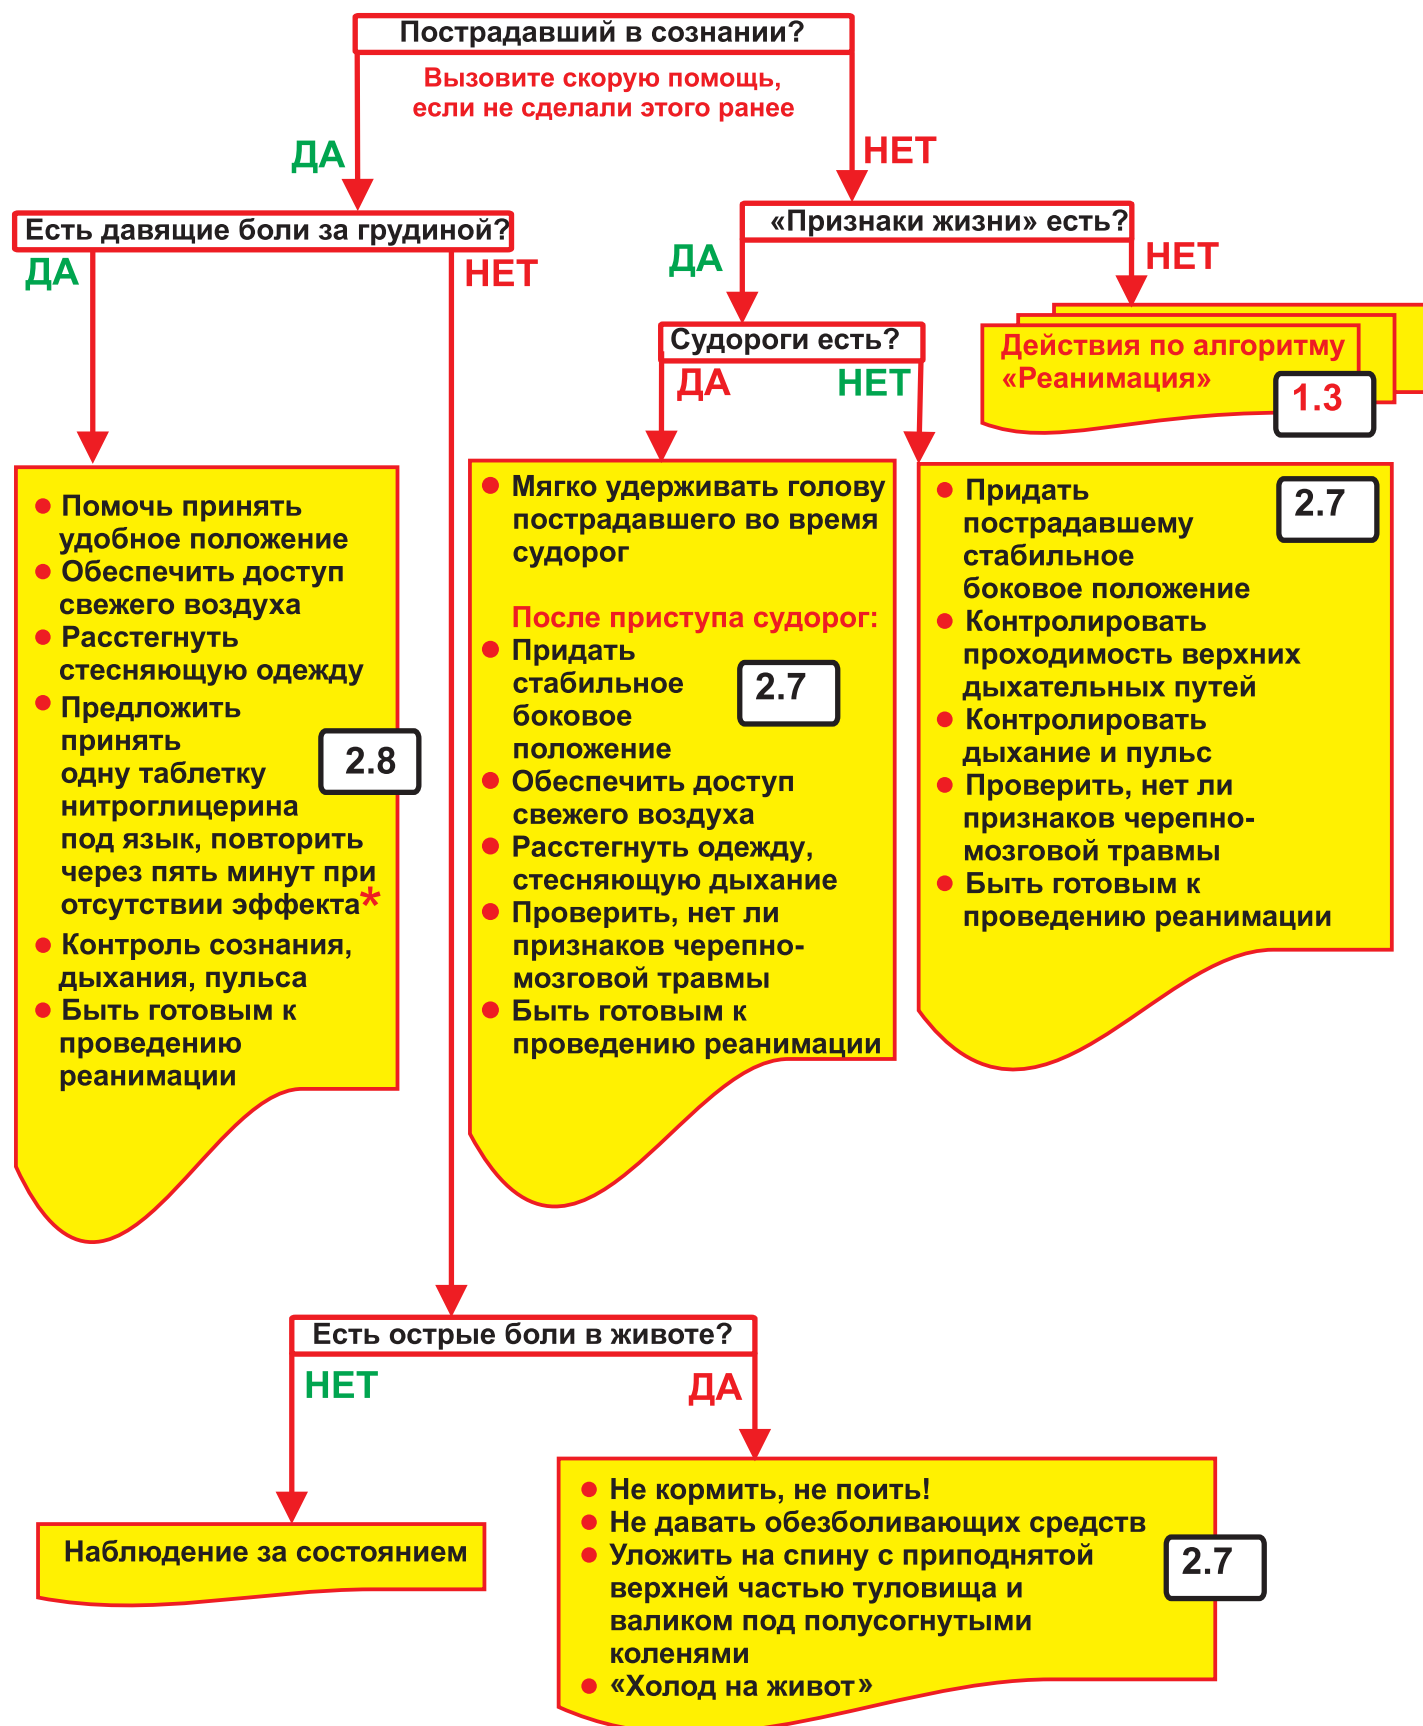 Пострадавший в сознании?
Вызовите скорую помощь,
если не сделали этого ранее
ДА
НЕТ
Есть давящие боли за грудиной?
ДА
НЕТ
«Признаки жизни» есть?
ДА
НЕТ
Судороги есть?
ДА
НЕТ
Действия по алгоритму
«Реанимация»
1.3
Помочь принять
удобное положение
Обеспечить доступ
свежего воздуха
Расстегнуть
стесняющую одежду
Предложить
принять
одну таблетку
нитроглицерина
под язык, повторить
через пять минут при
отсутствии эффекта*
2.8
Контроль сознания,
дыхания, пульса
Быть готовым к
проведению
реанимации
Мягко удерживать голову
пострадавшего во время
судорог
После приступа судорог:
Придать
стабильное
боковое
положение
2.7
Обеспечить доступ
свежего воздуха
Расстегнуть одежду,
стесняющую дыхание
Проверить, нет ли
признаков черепно-
мозговой травмы
Быть готовым к
проведению реанимации
Придать
пострадавшему
стабильное
боковое положение
2.7
Контролировать
проходимость верхних
дыхательных путей
Контролировать
дыхание и пульс
Проверить, нет ли
признаков черепно-
мозговой травмы
Быть готовым к
проведению реанимации
Есть острые боли в животе?
НЕТ
ДА
Наблюдение за состоянием
Не кормить, не поить!
Не давать обезболивающих средств
Уложить на спину с приподнятой
верхней частью туловища и
валиком под полусогнутыми
коленями
«Холод на живот»
2.7